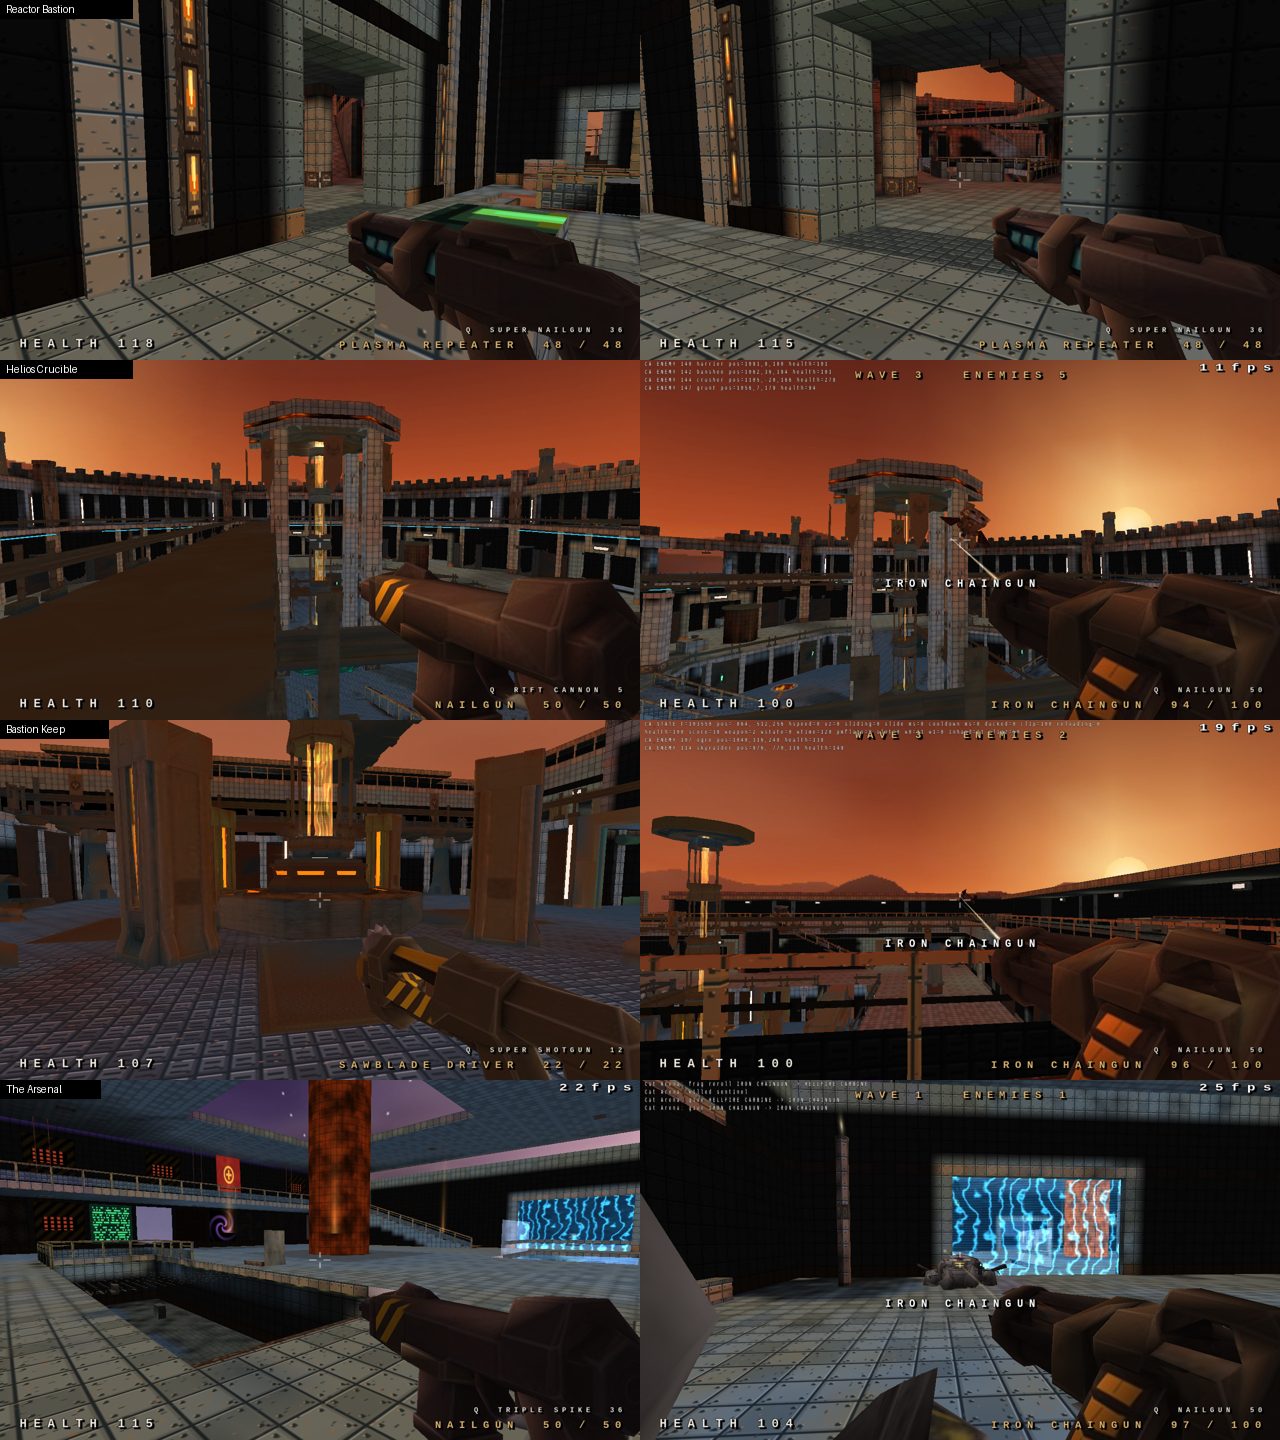 Reactor Bastion
Q SUPER NAILGUN 36
HEALTH 118
PLASMA REPEATER 48 / 48
Q SUPER NAILGUN 36
HEALTH 115
PLASMA REPEATER 48 / 48
Helios Crucible
Q RIFT CANNON 5
HEALTH 110
NAILGUN 50 / 50
WAVE 3 ENEMIES 5
11fps
IRON CHAINGUN
Q NAILGUN 50
HEALTH 100
IRON CHAINGUN 94 / 100
Bastion Keep
Q SUPER SHOTGUN 12
HEALTH 107
SAWBLADE DRIVER 22 / 22
WAVE 3 ENEMIES 2
19fps
IRON CHAINGUN
Q NAILGUN 50
HEALTH 100
IRON CHAINGUN 96 / 100
The Arsenal
22fps
Q TRIPLE SPIKE 36
HEALTH 115
NAILGUN 50 / 50
WAVE 1 ENEMIES 1
25fps
IRON CHAINGUN
Q NAILGUN 50
HEALTH 104
IRON CHAINGUN 97 / 100